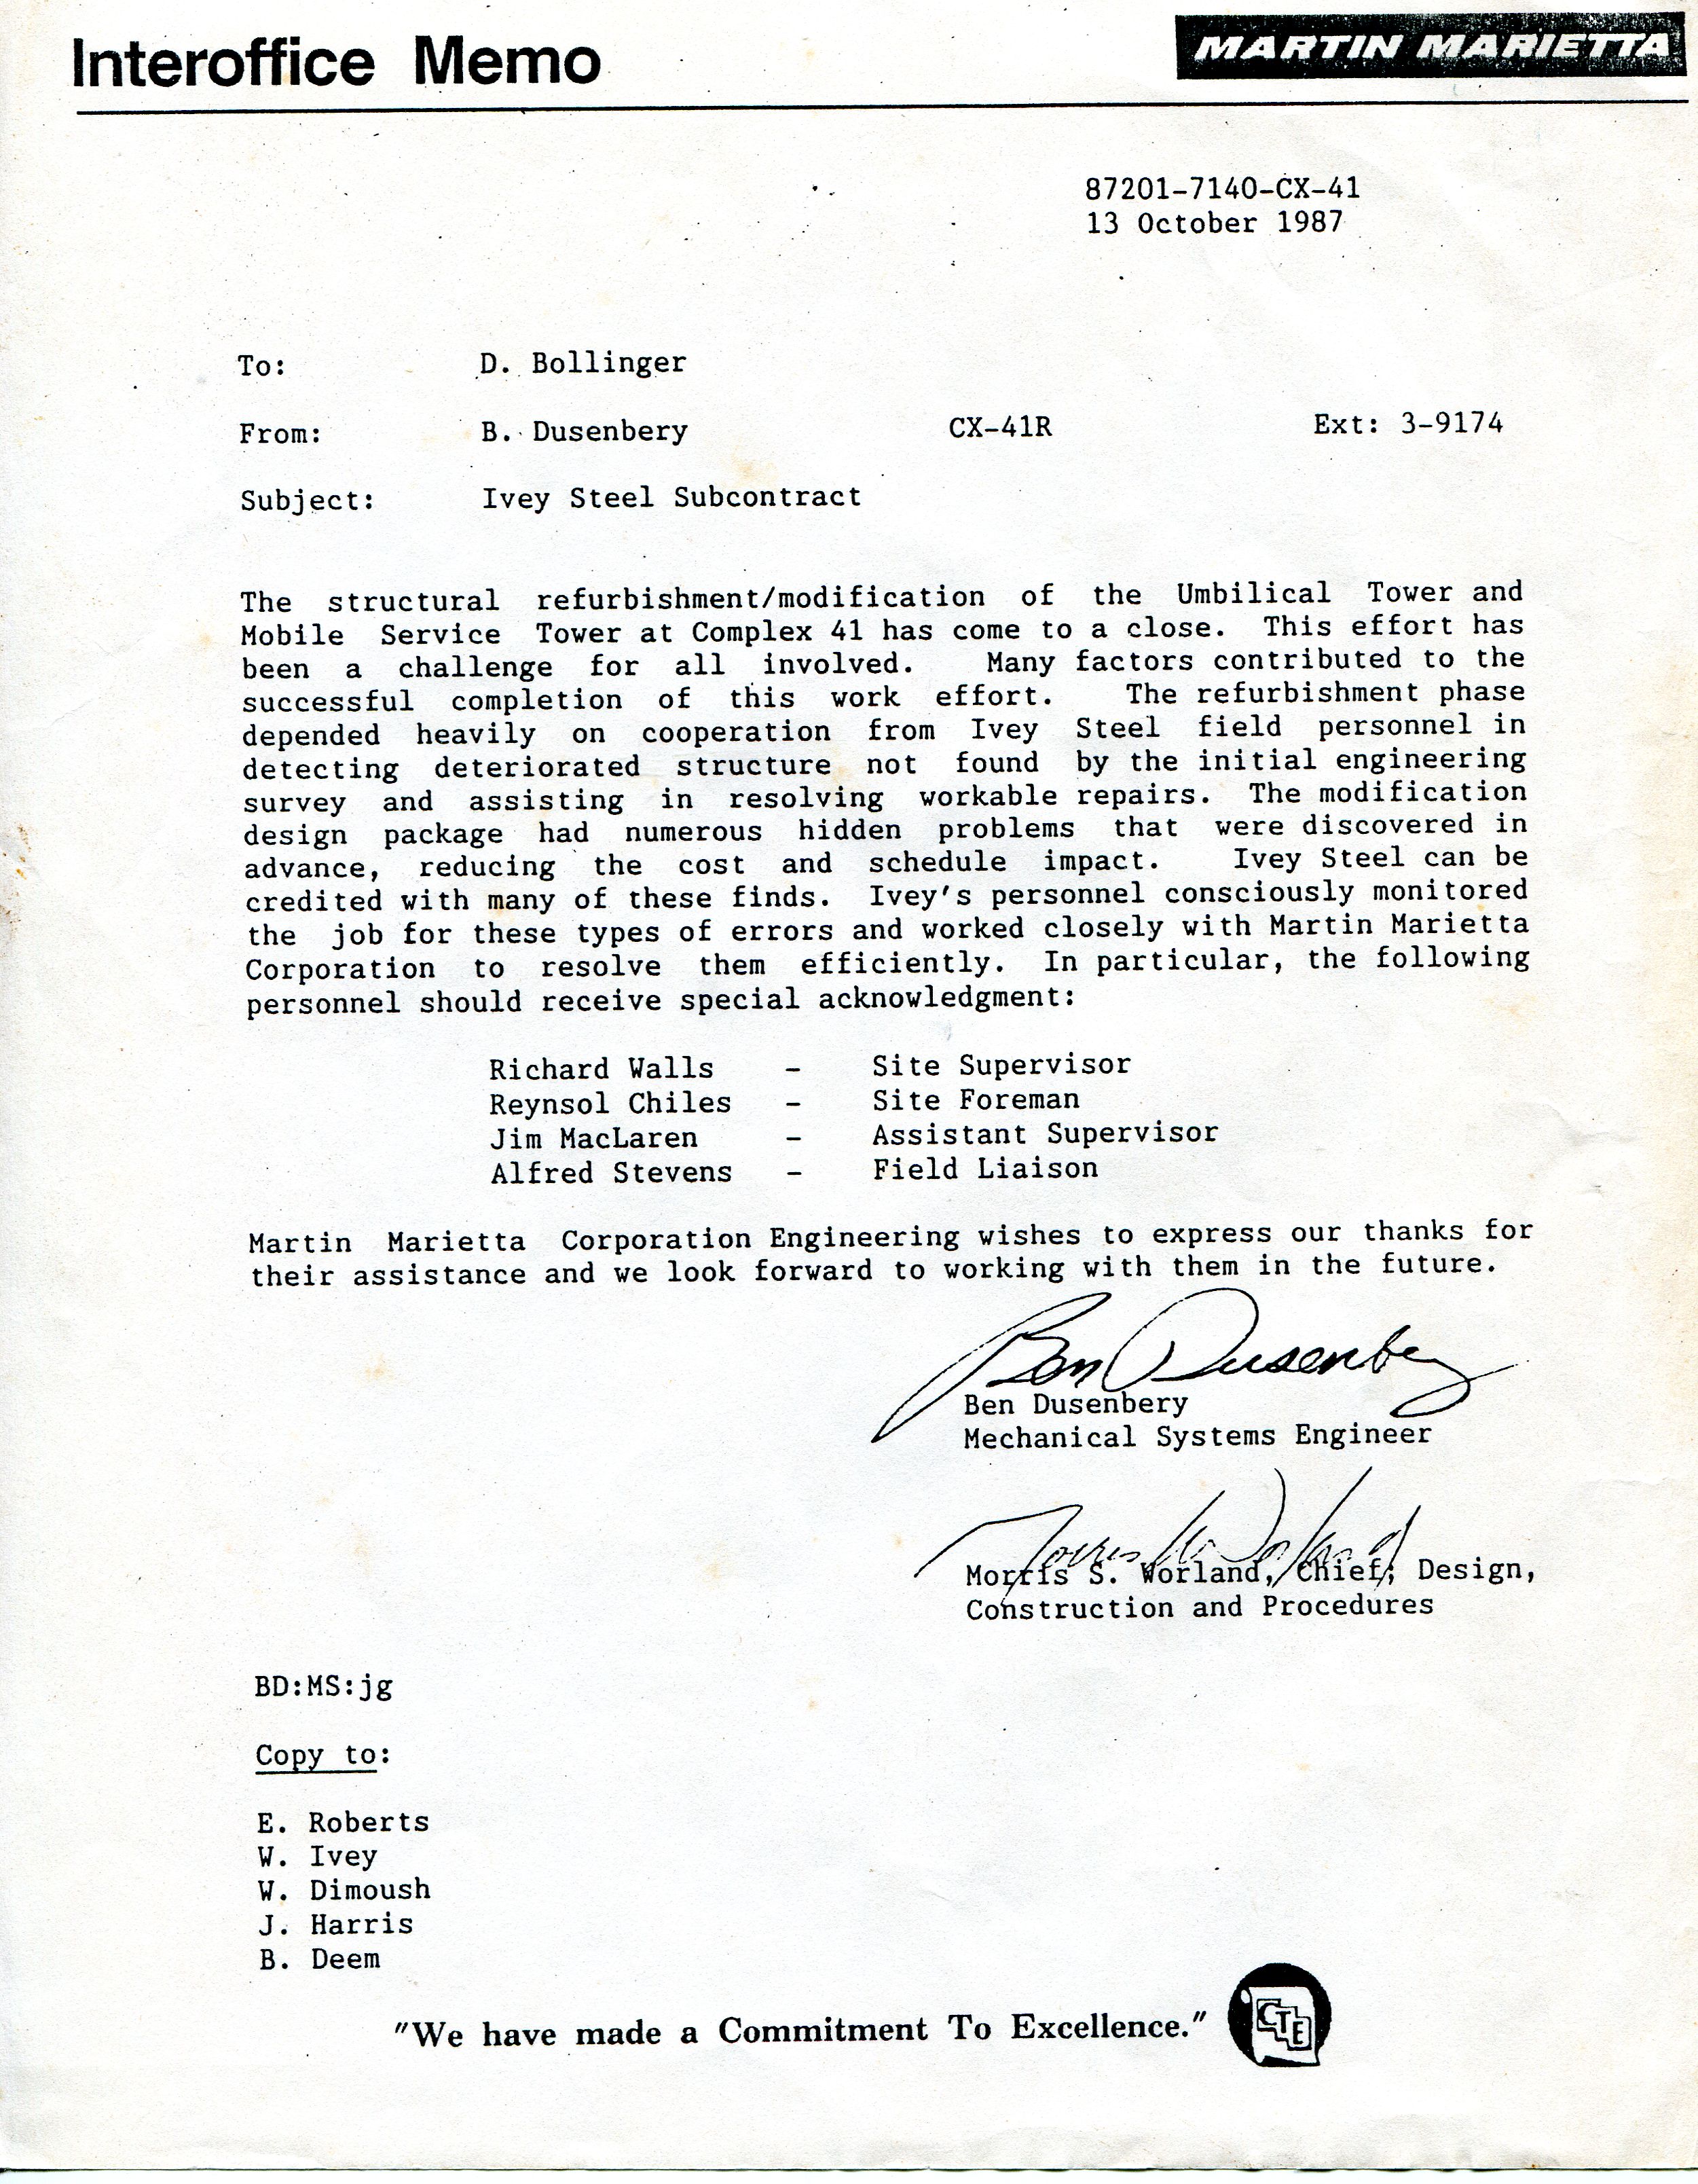 Interoffice Memo
MARTIN MARIETTA
87201-7140-CX-41
13 October 1987
To: D. Bollinger
From: B. Dusenbery CX-41R Ext: 3-9174
Subject: Ivey Steel Subcontract
The structural refurbishment/modification of the Umbilical Tower and
Mobile Service Tower at Complex 41 has come to a close. This effort has
been a challenge for all involved. Many factors contributed to the
successful completion of this work effort. The refurbishment phase
depended heavily on cooperation from Ivey Steel field personnel in
detecting deteriorated structure not found by the initial engineering
survey and assisting in resolving workable repairs. The modification
design package had numerous hidden problems that were discovered in
advance, reducing the cost and schedule impact. Ivey Steel can be
credited with many of these finds. Ivey's personnel consciously monitored
the job for these types of errors and worked closely with Martin Marietta
Corporation to resolve them efficiently. In particular, the following
personnel should receive special acknowledgment:
Richard Walls - Site Supervisor
Reynsol Chiles - Site Foreman
Jim MacLaren - Assistant Supervisor
Alfred Stevens - Field Liaison
Martin Marietta Corporation Engineering wishes to express our thanks for
their assistance and we look forward to working with them in the future.
Ben Dusenbery
Ben Dusenbery
Mechanical Systems Engineer
Morris S. Worland, Chief, Design,
Construction and Procedures
BD:MS:jg
Copy to:
E. Roberts
W. Ivey
W. Dimoush
J. Harris
B. Deem
"We have made a Commitment To Excellence."
CTE